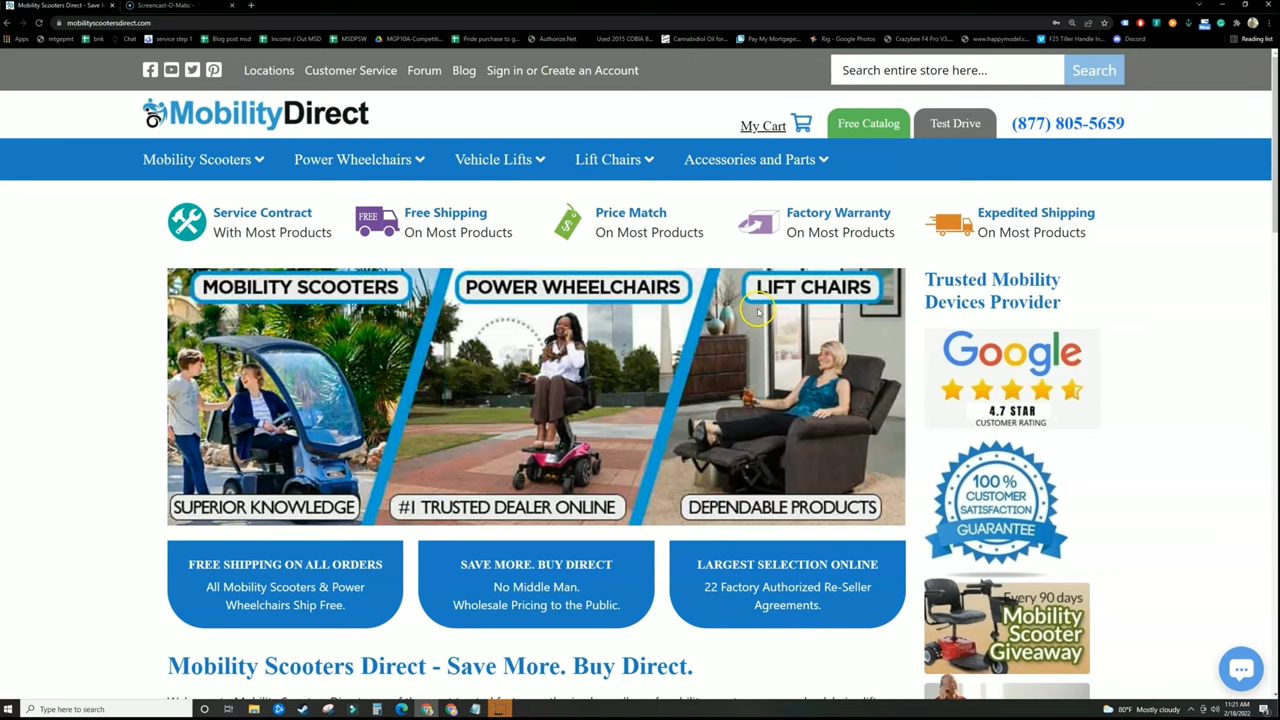 Mobility Scooters Direct - Save
Screencast-O-Matic -
mobilityscootersdirect.com
Apps
mtgepmt
bnk
Chat
service step 1
Blog post msd
Income / Out MSD
MSDPSW
MGP10A-Competiti...
Pride purchase to g...
Authorize.Net
Used 2015 COBIA B...
Cannabidiol Oil for...
Pay My Mortgage...
Rig - Google Photos
Crazybee F4 Pro V3...
www.happymodel.c...
F25 Tiller Handle In...
Discord
Reading list
Locations
Customer Service
Forum
Blog
Sign in or Create an Account
Search entire store here...
Search
MobilityDirect
My Cart
Free Catalog
Test Drive
(877) 805-5659
Mobility Scooters
Power Wheelchairs
Vehicle Lifts
Lift Chairs
Accessories and Parts
Service Contract
With Most Products
FREE
Free Shipping
On Most Products
Price Match
On Most Products
Factory Warranty
On Most Products
Expedited Shipping
On Most Products
MOBILITY SCOOTERS
POWER WHEELCHAIRS
LIFT CHAIRS
SUPERIOR KNOWLEDGE
#1 TRUSTED DEALER ONLINE
DEPENDABLE PRODUCTS
Trusted Mobility
Devices Provider
Google
4.7 STAR
CUSTOMER RATING
100%
CUSTOMER
SATISFACTION
GUARANTEE
Every 90 days
Mobility
Scooter
Giveaway
FREE SHIPPING ON ALL ORDERS
All Mobility Scooters & Power
Wheelchairs Ship Free.
SAVE MORE. BUY DIRECT
No Middle Man.
Wholesale Pricing to the Public.
LARGEST SELECTION ONLINE
22 Factory Authorized Re-Seller
Agreements.
Mobility Scooters Direct - Save More. Buy Direct.
Type here to search
80°F Mostly cloudy
11:21 AM
2/18/2022